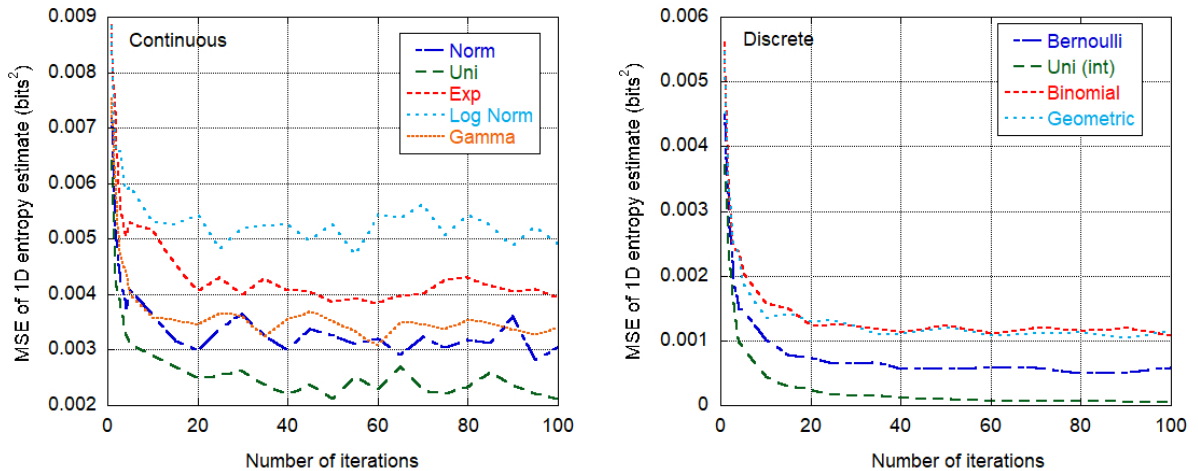 Continuous
Norm
Uni
Exp
Log Norm
Gamma
MSE of 1D entropy estimate (bits²)
0.009
0.008
0.007
0.006
0.005
0.004
0.003
0.002
0 20 40 60 80 100
Number of iterations
Discrete
Bernoulli
Uni (int)
Binomial
Geometric
MSE of 1D entropy estimate (bits²)
0.006
0.005
0.004
0.003
0.002
0.001
0
0 20 40 60 80 100
Number of iterations